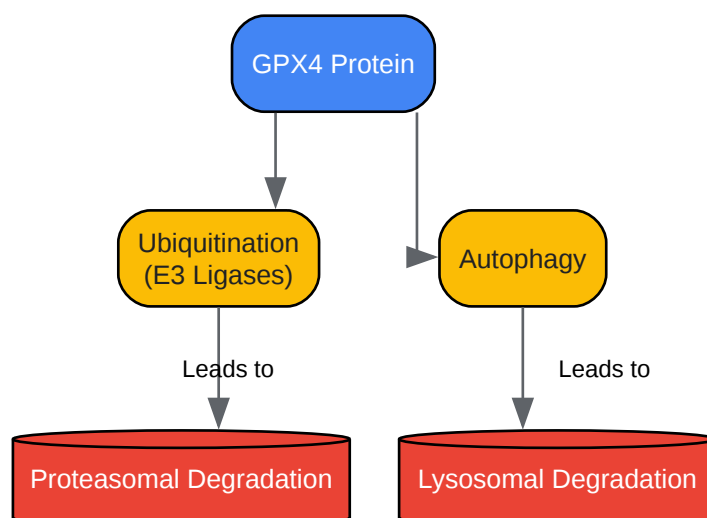 GPX4 Protein
Ubiquitination
(E3 Ligases)
Autophagy
Leads to
Leads to
Proteasomal Degradation
Lysosomal Degradation